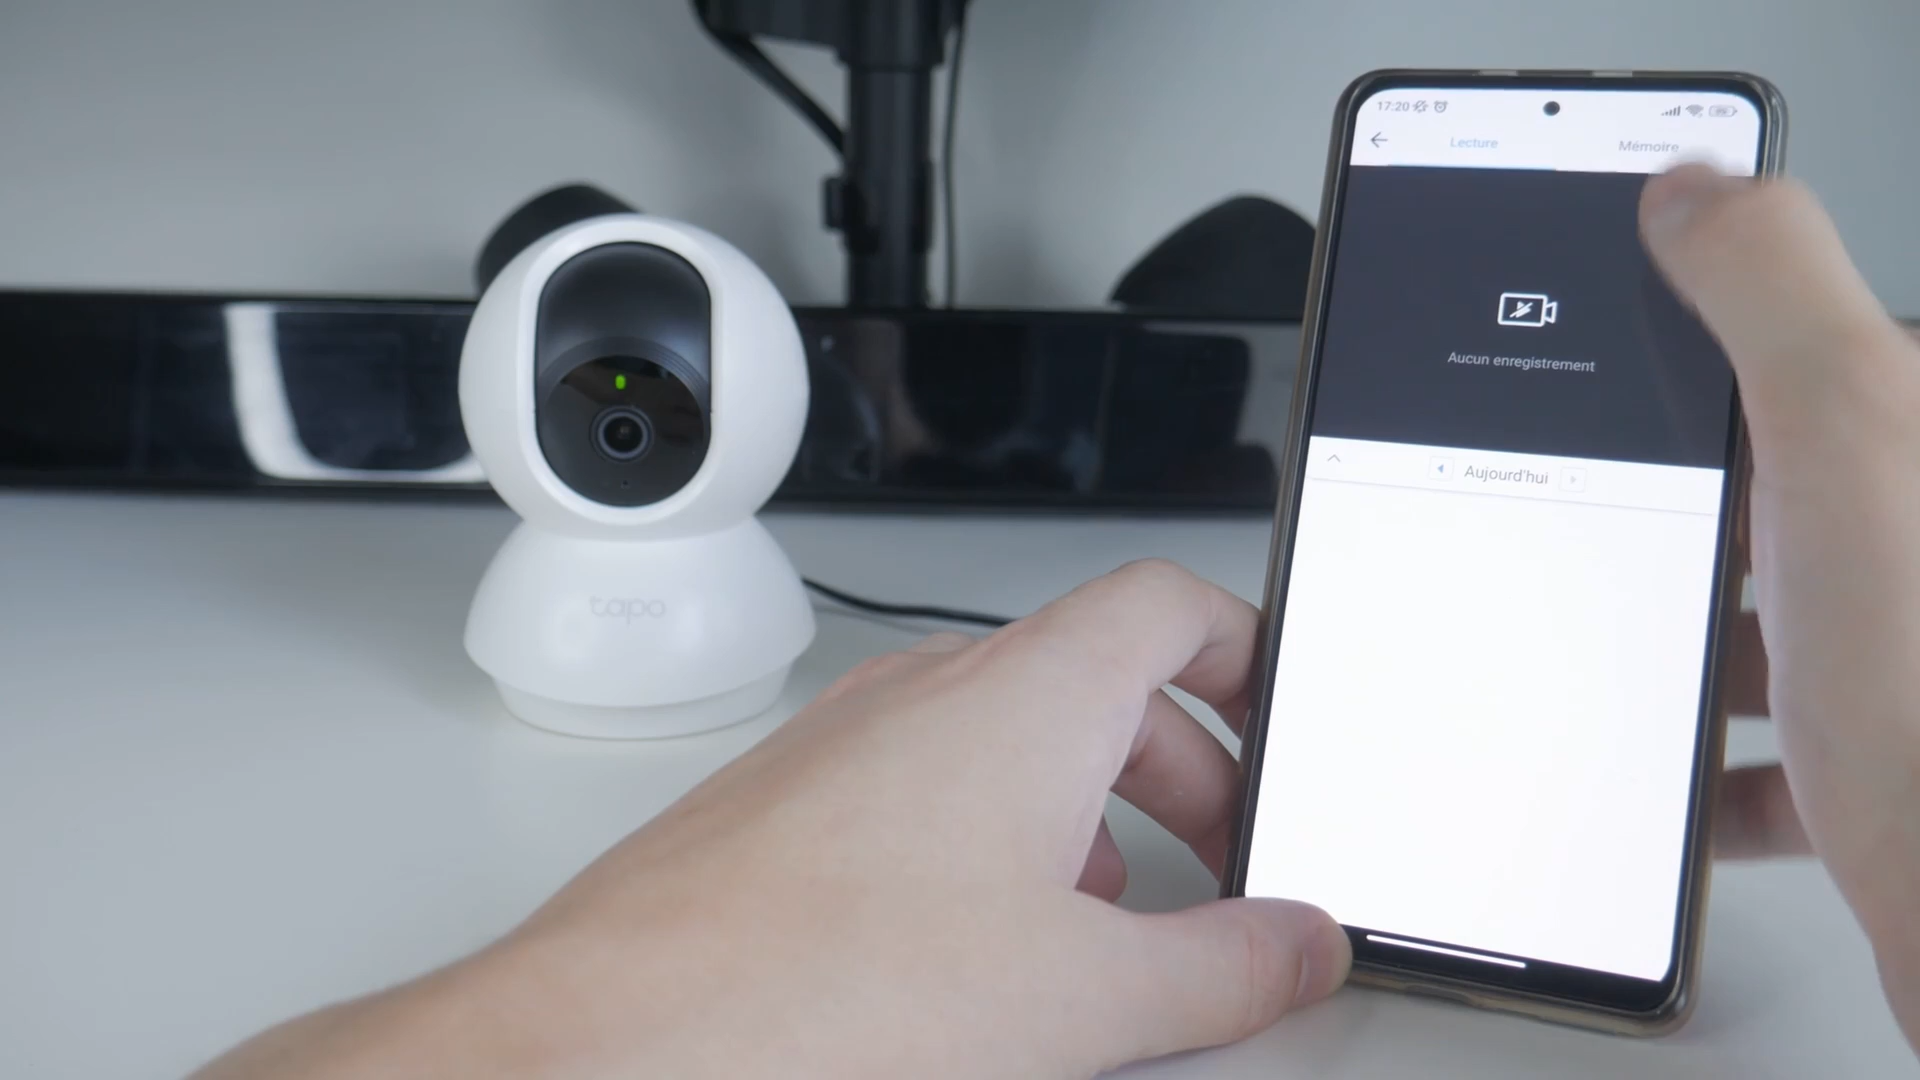 17:20
Lecture
Mémoire
Aucun enregistrement
Aujourd'hui
tapo